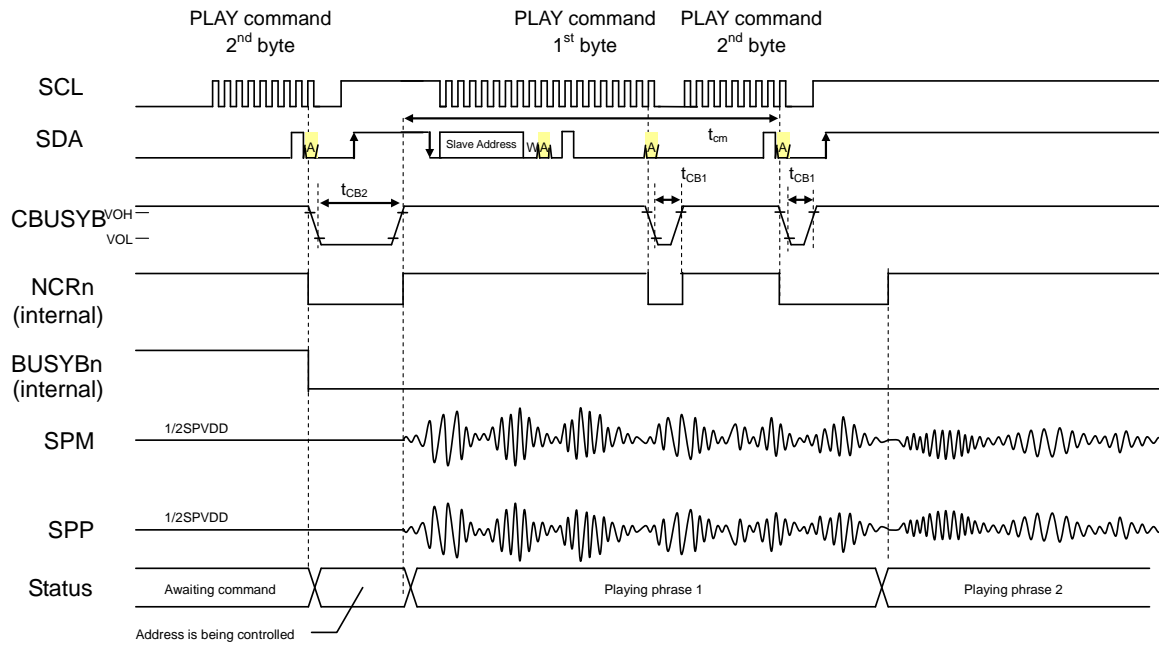 PLAY command
2nd byte
PLAY command
1st byte
PLAY command
2nd byte
SCL
SDA
A
Slave Address
W
A
A
tcm
A
CBUSYB
VOH
VOL
tCB2
tCB1
tCB1
NCRn
(internal)
BUSYBn
(internal)
SPM
1/2SPVDD
SPP
1/2SPVDD
Status
Awaiting command
Playing phrase 1
Playing phrase 2
Address is being controlled